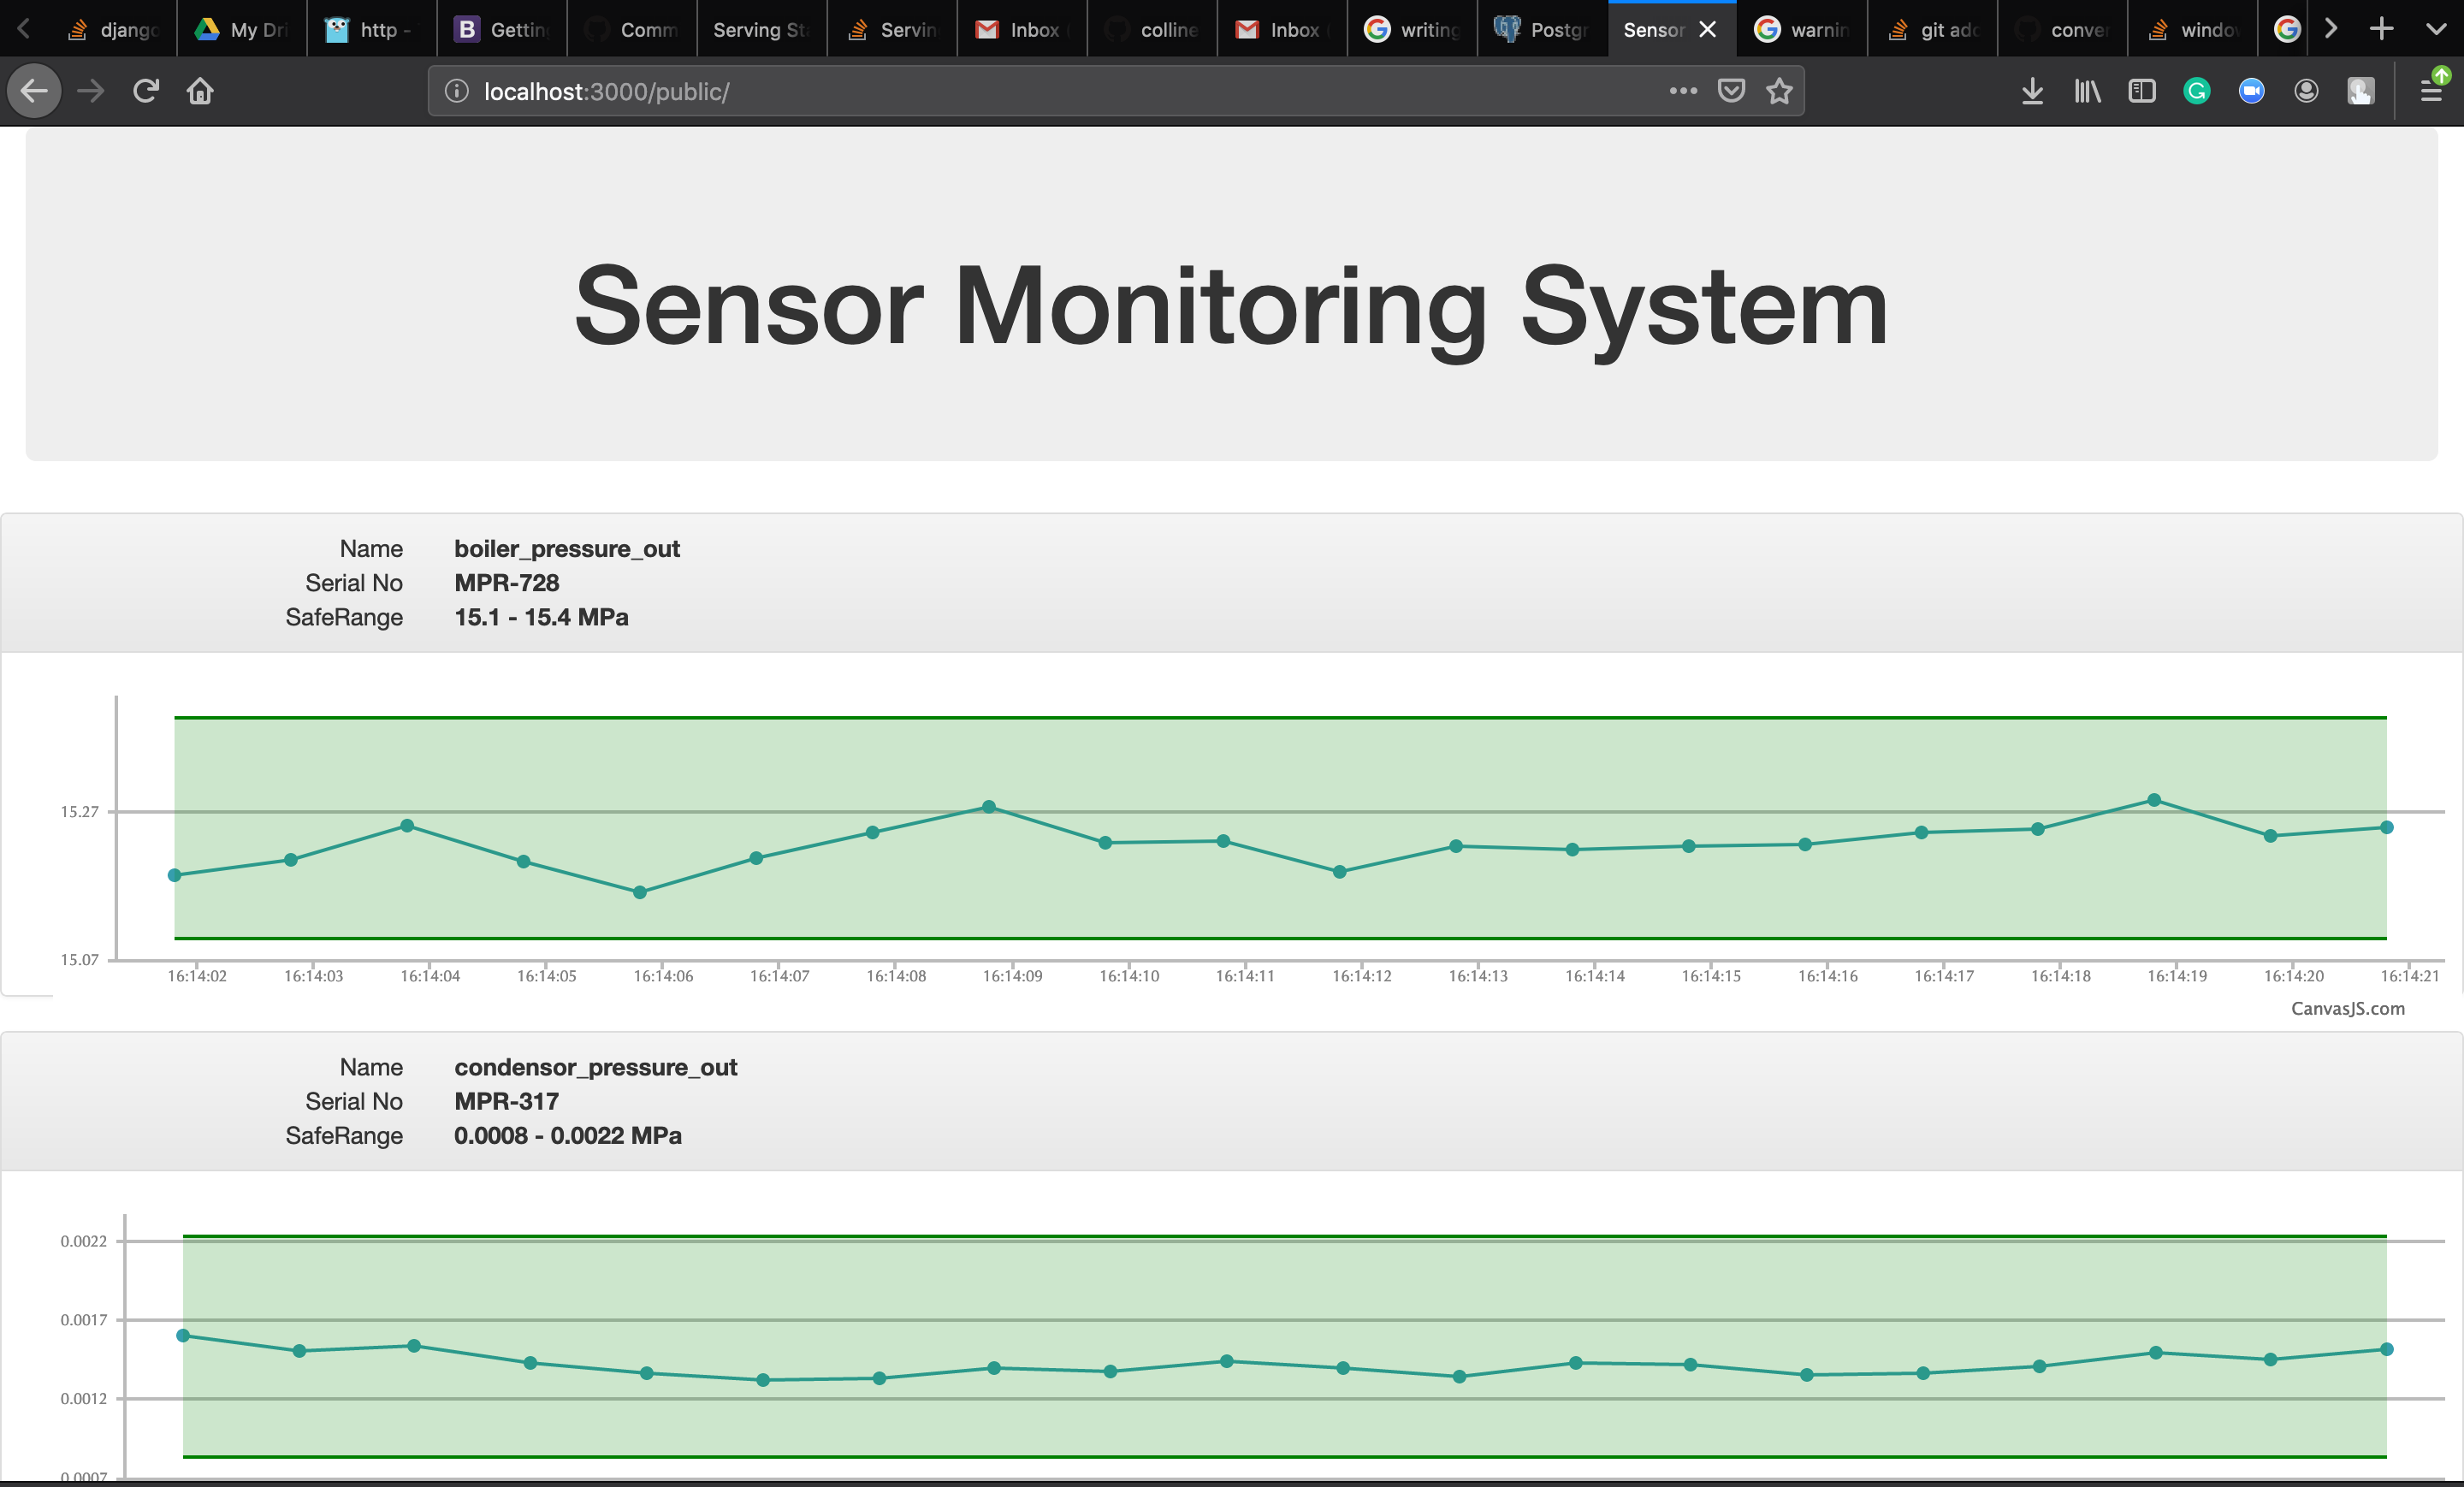 django My Dri http - Getting Comm Serving St Servin Inbox colline Inbox writing Postgr Sensor warnin git add conver windo
localhost:3000/public/
Sensor Monitoring System
Name boiler_pressure_out
Serial No MPR-728
SafeRange 15.1 - 15.4 MPa
15.27
15.07
16:14:02 16:14:03 16:14:04 16:14:05 16:14:06 16:14:07 16:14:08 16:14:09 16:14:10 16:14:11 16:14:12 16:14:13 16:14:14 16:14:15 16:14:16 16:14:17 16:14:18 16:14:19 16:14:20 16:14:21
CanvasJS.com
Name condensor_pressure_out
Serial No MPR-317
SafeRange 0.0008 - 0.0022 MPa
0.0022
0.0017
0.0012
0.0007